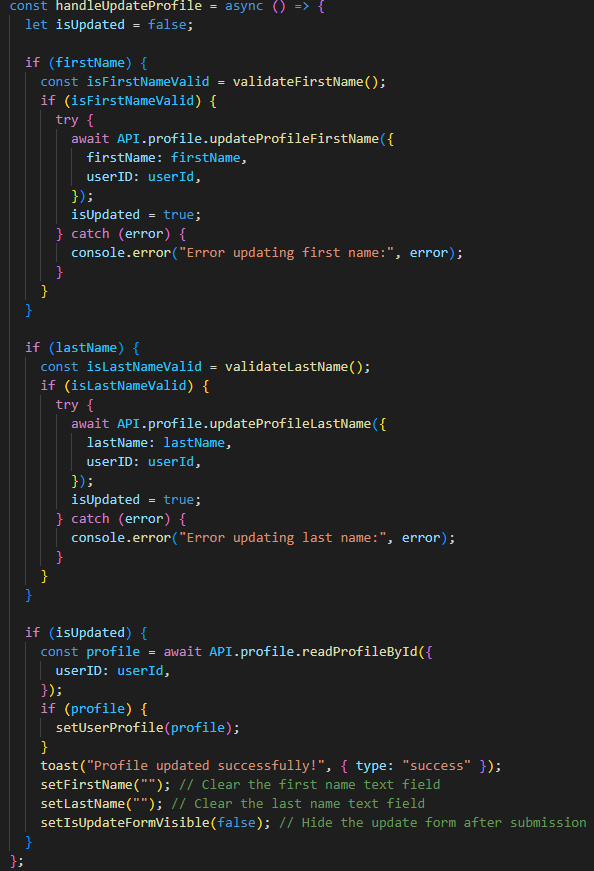 const handleUpdateProfile = async () => {
  let isUpdated = false;

  if (firstName) {
    const isFirstNameValid = validateFirstName();
    if (isFirstNameValid) {
      try {
        await API.profile.updateProfileFirstName({
          firstName: firstName,
          userID: userId,
        });
        isUpdated = true;
      } catch (error) {
        console.error("Error updating first name:", error);
      }
    }
  }

  if (lastName) {
    const isLastNameValid = validateLastName();
    if (isLastNameValid) {
      try {
        await API.profile.updateProfileLastName({
          lastName: lastName,
          userID: userId,
        });
        isUpdated = true;
      } catch (error) {
        console.error("Error updating last name:", error);
      }
    }
  }

  if (isUpdated) {
    const profile = await API.profile.readProfileById({
      userID: userId,
    });
    if (profile) {
      setUserProfile(profile);
    }
    toast("Profile updated successfully!", { type: "success" });
    setFirstName(""); // Clear the first name text field
    setLastName(""); // Clear the last name text field
    setIsUpdateFormVisible(false); // Hide the update form after submission
  }
};